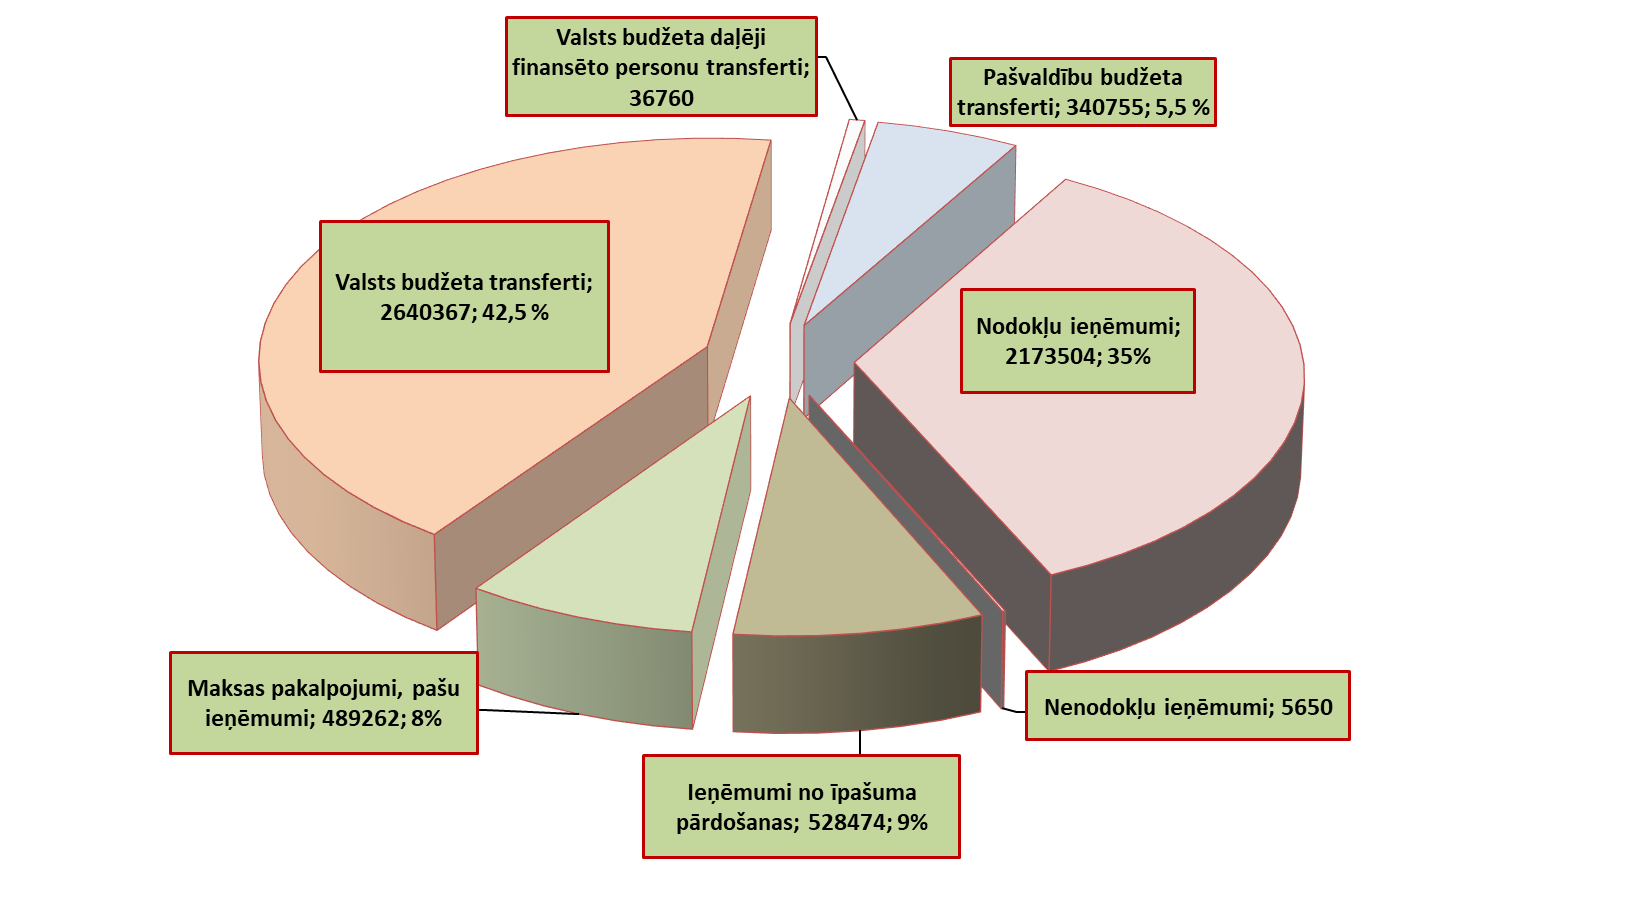 Valsts budžeta daļēji
finansēto personu transferti;
36760
Pašvaldību budžeta
transferti; 340755; 5,5 %
Valsts budžeta transferti;
2640367; 42,5 %
Nodokļu ieņēmumi;
2173504; 35%
Maksas pakalpojumi, pašu
ieņēmumi; 489262; 8%
Nenodokļu ieņēmumi; 5650
Ieņēmumi no īpašuma
pārdošanas; 528474; 9%